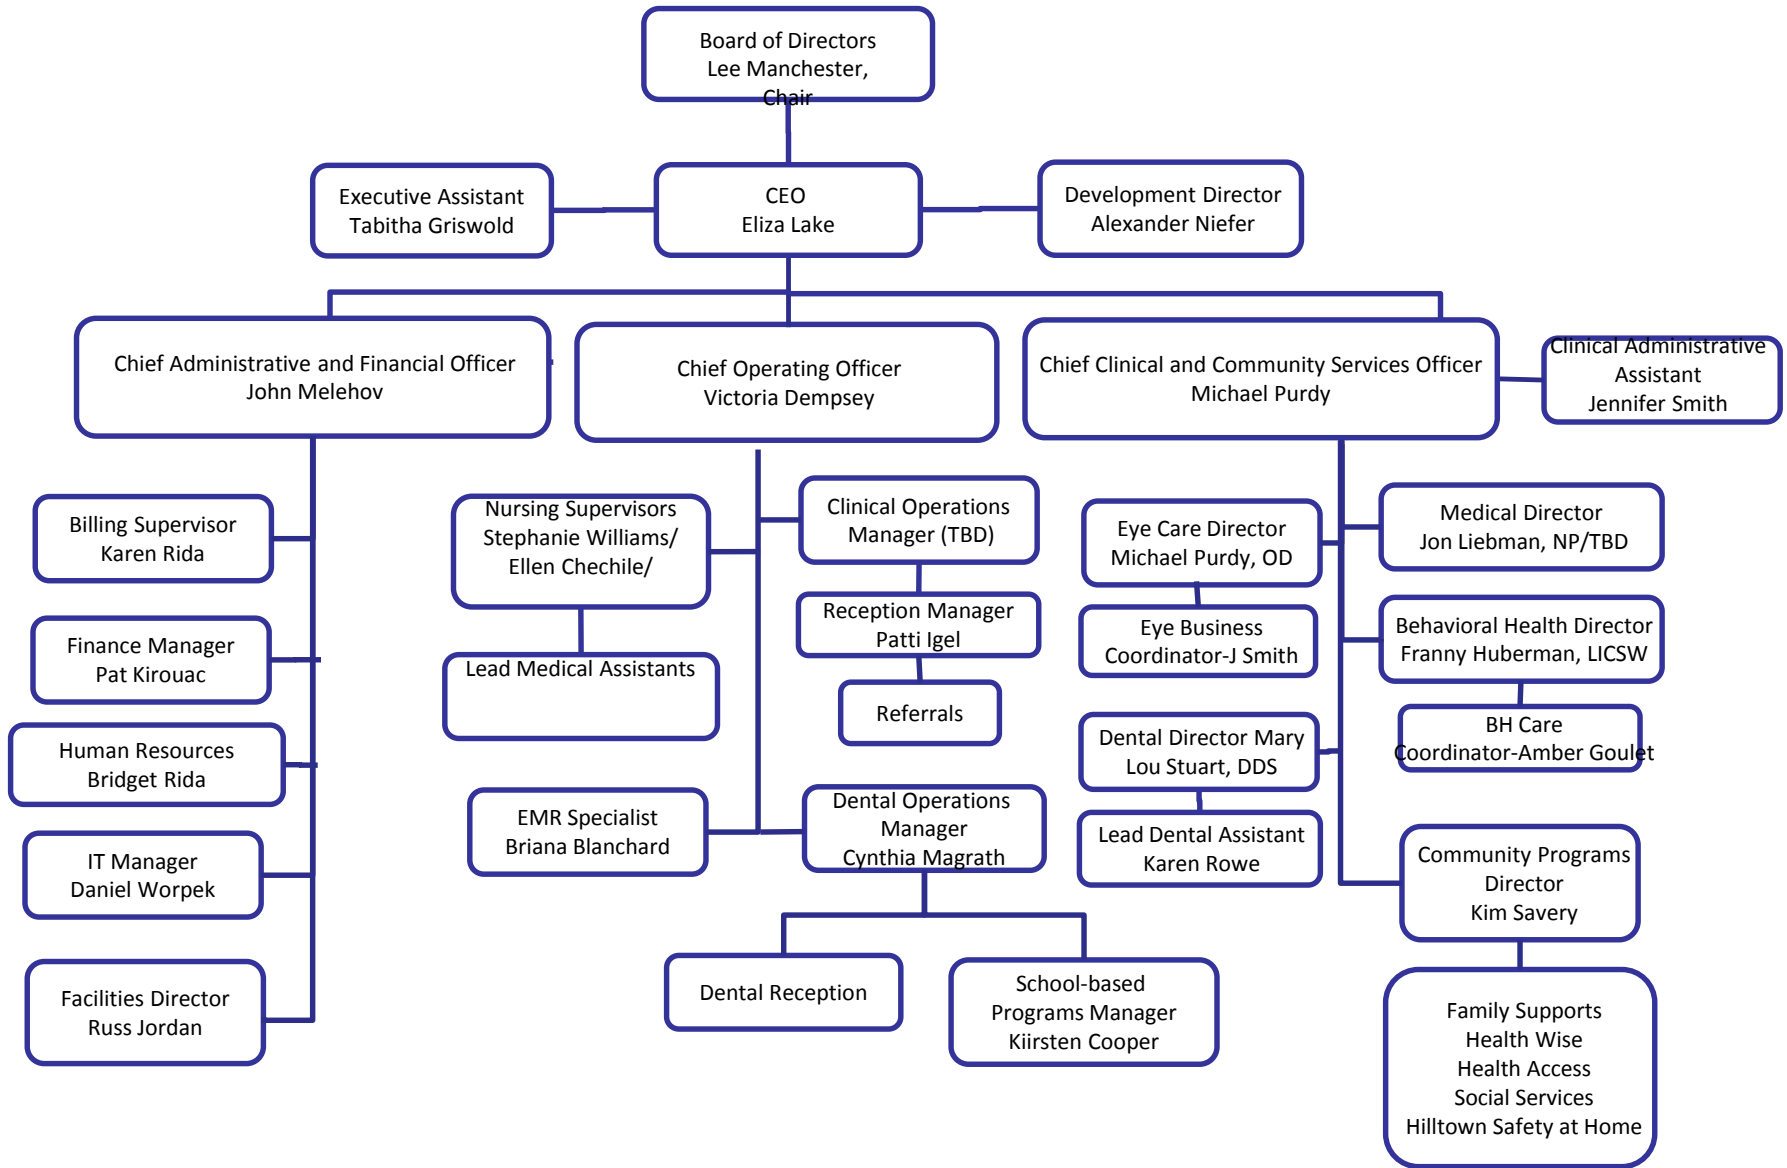 Board of Directors
Lee Manchester,
Chair
Executive Assistant
Tabitha Griswold
CEO
Eliza Lake
Development Director
Alexander Niefer
Chief Administrative and Financial Officer
John Melehov
Chief Operating Officer
Victoria Dempsey
Chief Clinical and Community Services Officer
Michael Purdy
Clinical Administrative
Assistant
Jennifer Smith
Billing Supervisor
Karen Rida
Finance Manager
Pat Kirouac
Human Resources
Bridget Rida
IT Manager
Daniel Worpek
Facilities Director
Russ Jordan
Nursing Supervisors
Stephanie Williams/
Ellen Chechile/
Lead Medical Assistants
EMR Specialist
Briana Blanchard
Clinical Operations
Manager (TBD)
Reception Manager
Patti Igel
Referrals
Dental Operations
Manager
Cynthia Magrath
Dental Reception
School-based
Programs Manager
Kiirsten Cooper
Eye Care Director
Michael Purdy, OD
Eye Business
Coordinator-J Smith
Dental Director Mary
Lou Stuart, DDS
Lead Dental Assistant
Karen Rowe
Medical Director
Jon Liebman, NP/TBD
Behavioral Health Director
Franny Huberman, LICSW
BH Care
Coordinator-Amber Goulet
Community Programs
Director
Kim Savery
Family Supports
Health Wise
Health Access
Social Services
Hilltown Safety at Home